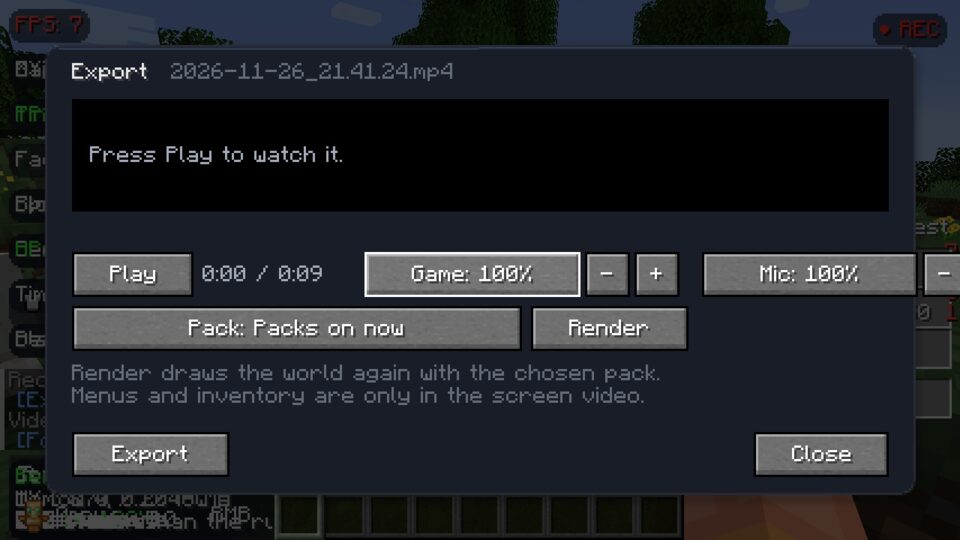 FPS: 7
REC
Export 2026-11-26_21.41.24.mp4
Press Play to watch it.
Play 0:00 / 0:09 Game: 100% - + Mic: 100% -
Pack: Packs on now Render
Render draws the world again with the chosen pack.
Menus and inventory are only in the screen video.
Export Close